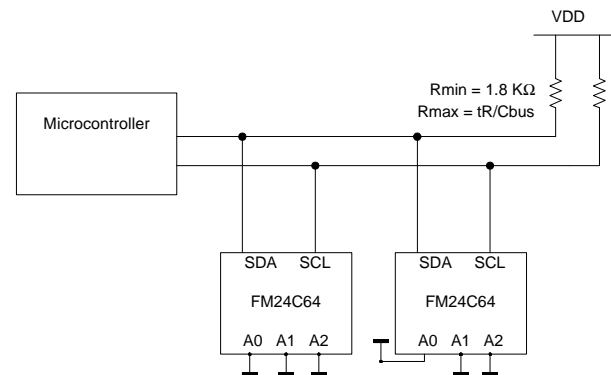 VDD
Rmin = 1.8 KΩ
Rmax = tR/Cbus
Microcontroller
SDA SCL
FM24C64
A0 A1 A2
SDA SCL
FM24C64
A0 A1 A2